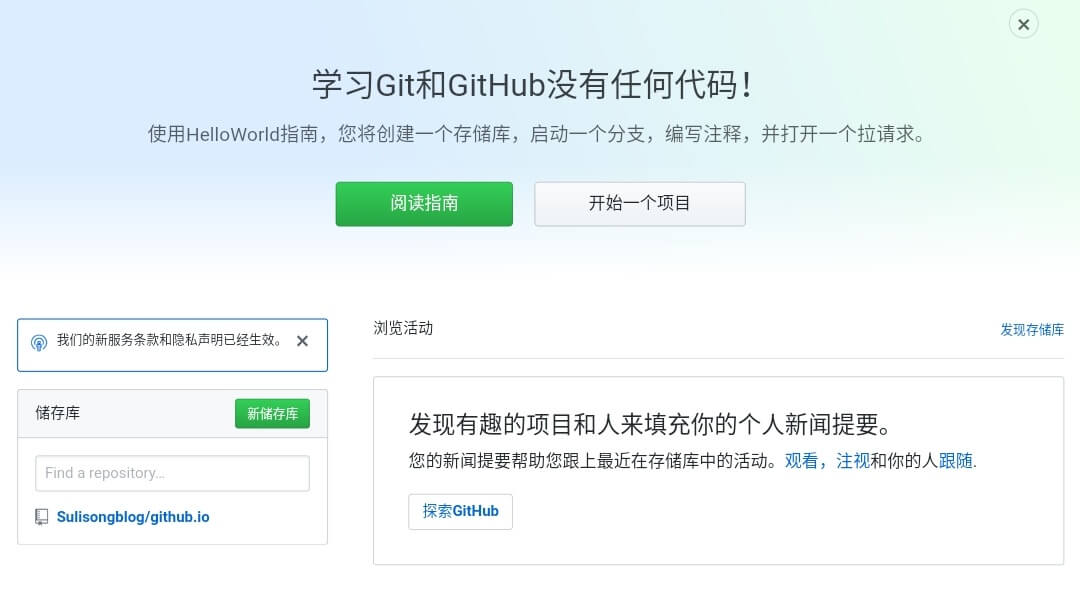 学习Git和GitHub没有任何代码！
使用HelloWorld指南，您将创建一个存储库，启动一个分支，编写注释，并打开一个拉请求。
阅读指南
开始一个项目
我们的新服务条款和隐私声明已经生效。
储存库
新储存库
Find a repository...
Sulisongblog/github.io
浏览活动
发现存储库
发现有趣的项目和人来填充你的个人新闻提要。
您的新闻提要帮助您跟上最近在存储库中的活动。观看，注视和你的人跟随.
探索GitHub